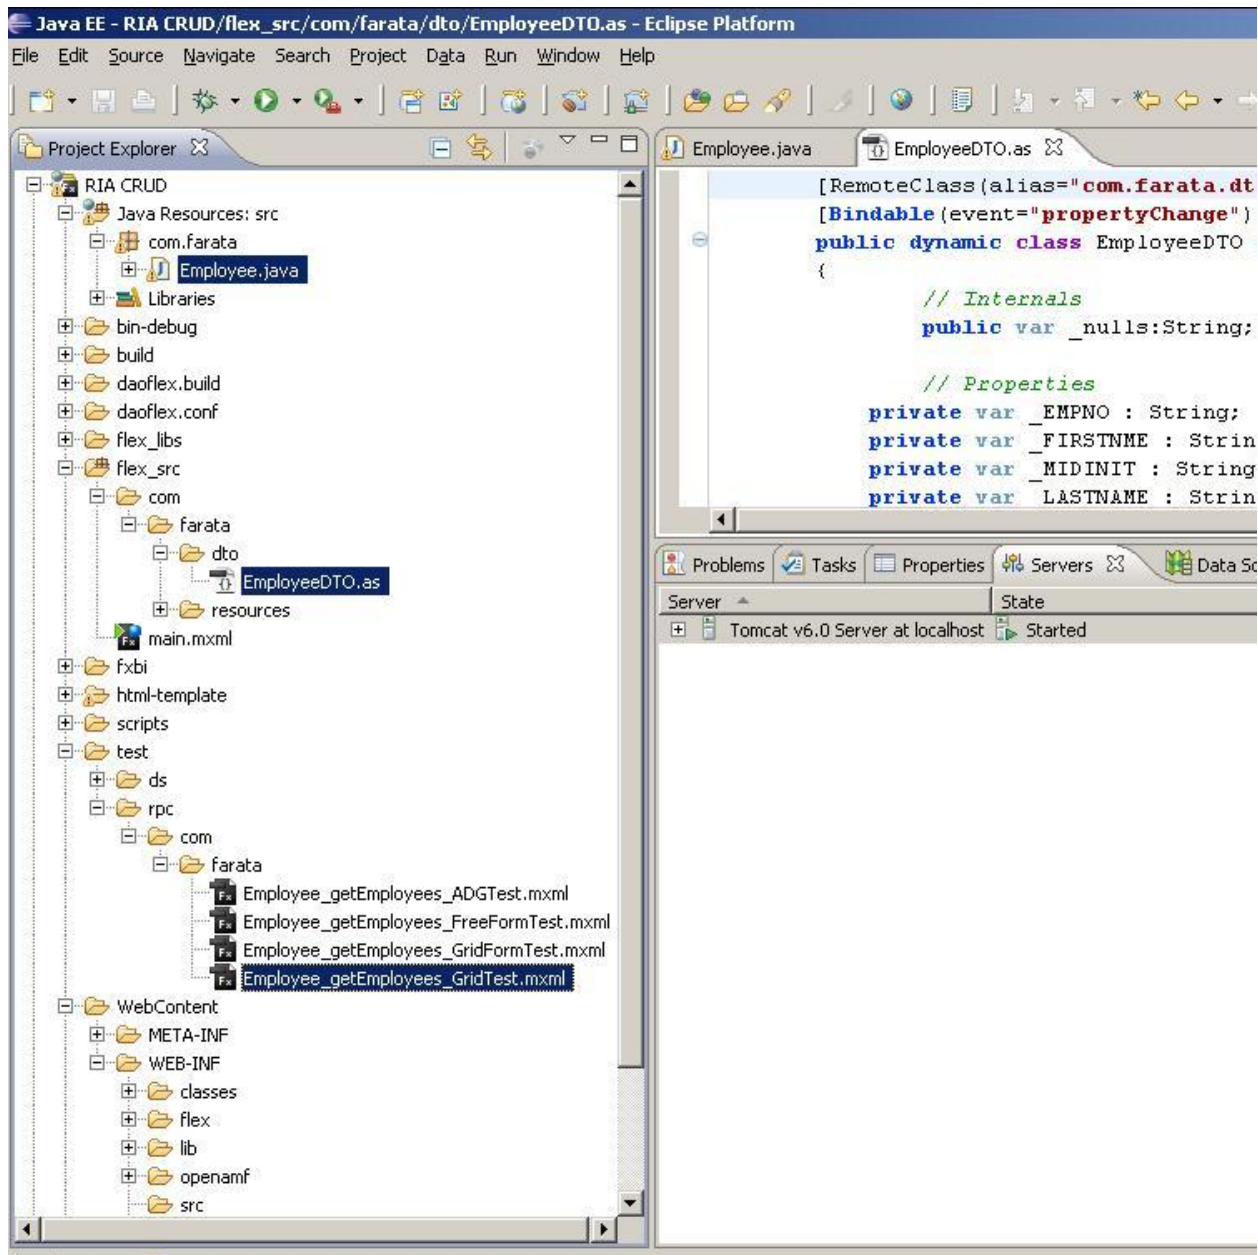 Java EE - RIA CRUD/flex_src/com/farata/dto/EmployeeDTO.as - Eclipse Platform
File Edit Source Navigate Search Project Data Run Window Help
Project Explorer
RIA CRUD
Java Resources: src
com.farata
Employee.java
Libraries
bin-debug
build
daoflex.build
daoflex.conf
flex_libs
flex_src
com
farata
dto
EmployeeDTO.as
resources
main.mxml
fxbi
html-template
scripts
test
ds
rpc
com
farata
Employee_getEmployees_ADGTest.mxml
Employee_getEmployees_FreeFormTest.mxml
Employee_getEmployees_GridFormTest.mxml
Employee_getEmployees_GridTest.mxml
WebContent
META-INF
WEB-INF
classes
flex
lib
openamf
src
Employee.java EmployeeDTO.as
[RemoteClass(alias="com.farata.dt
[Bindable(event="propertyChange")
public dynamic class EmployeeDTO
{
// Internals
public var _nulls:String;
// Properties
private var _EMPNO : String;
private var _FIRSTNME : Strin
private var _MIDINIT : String
private var LASTNAME : Strin
Problems Tasks Properties Servers Data So
Server State
Tomcat v6.0 Server at localhost Started